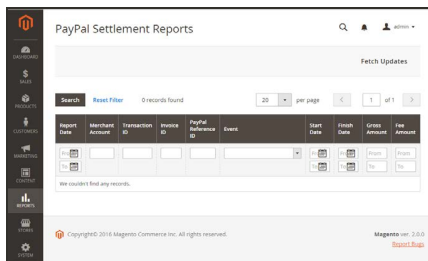 PayPal Settlement Reports
admin
DASHBOARD
Fetch Updates
$
SALES
Search Reset Filter 0 records found 20 per page 1 of 1
PRODUCTS
Report Date Merchant Account Transaction ID Invoice ID PayPal Reference ID Event Start Date Finish Date Gross Amount Fee Amount
CUSTOMERS
From From
MARKETING
To To To To To
We couldn't find any records.
CONTENT
REPORTS
STORES
Copyright© 2016 Magento Commerce Inc. All rights reserved. Magento ver. 2.0.0
Report Bugs
SYSTEM